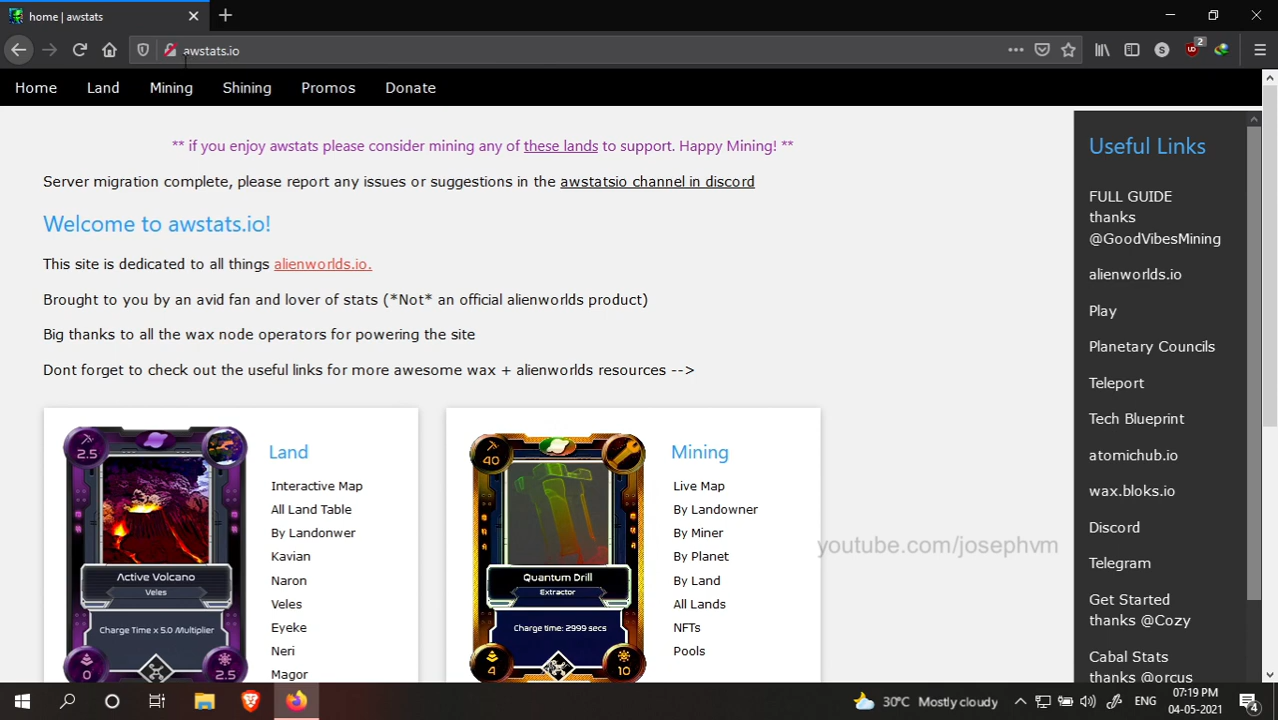 home | awstats
awstats.io
2
Home Land Mining Shining Promos Donate
** if you enjoy awstats please consider mining any of these lands to support. Happy Mining! **
Server migration complete, please report any issues or suggestions in the awstatsio channel in discord
Welcome to awstats.io!
This site is dedicated to all things alienworlds.io.
Brought to you by an avid fan and lover of stats (*Not* an official alienworlds product)
Big thanks to all the wax node operators for powering the site
Dont forget to check out the useful links for more awesome wax + alienworlds resources -->
2.5
Active Volcano
Veles
Charge Time x 5.0 Multiplier
0
2.5
Land
Interactive Map
All Land Table
By Landonwer
Kavian
Naron
Veles
Eyeke
Neri
Magor
40
Quantum Drill
Extractor
Charge time: 2999 secs
4
10
Mining
Live Map
By Landowner
By Miner
By Planet
By Land
All Lands
NFTs
Pools
youtube.com/josephvm
Useful Links
FULL GUIDE
thanks
@GoodVibesMining
alienworlds.io
Play
Planetary Councils
Teleport
Tech Blueprint
atomichub.io
wax.bloks.io
Discord
Telegram
Get Started
thanks @Cozy
Cabal Stats
thanks @orcus
30°C Mostly cloudy
ENG
07:19 PM
04-05-2021
4